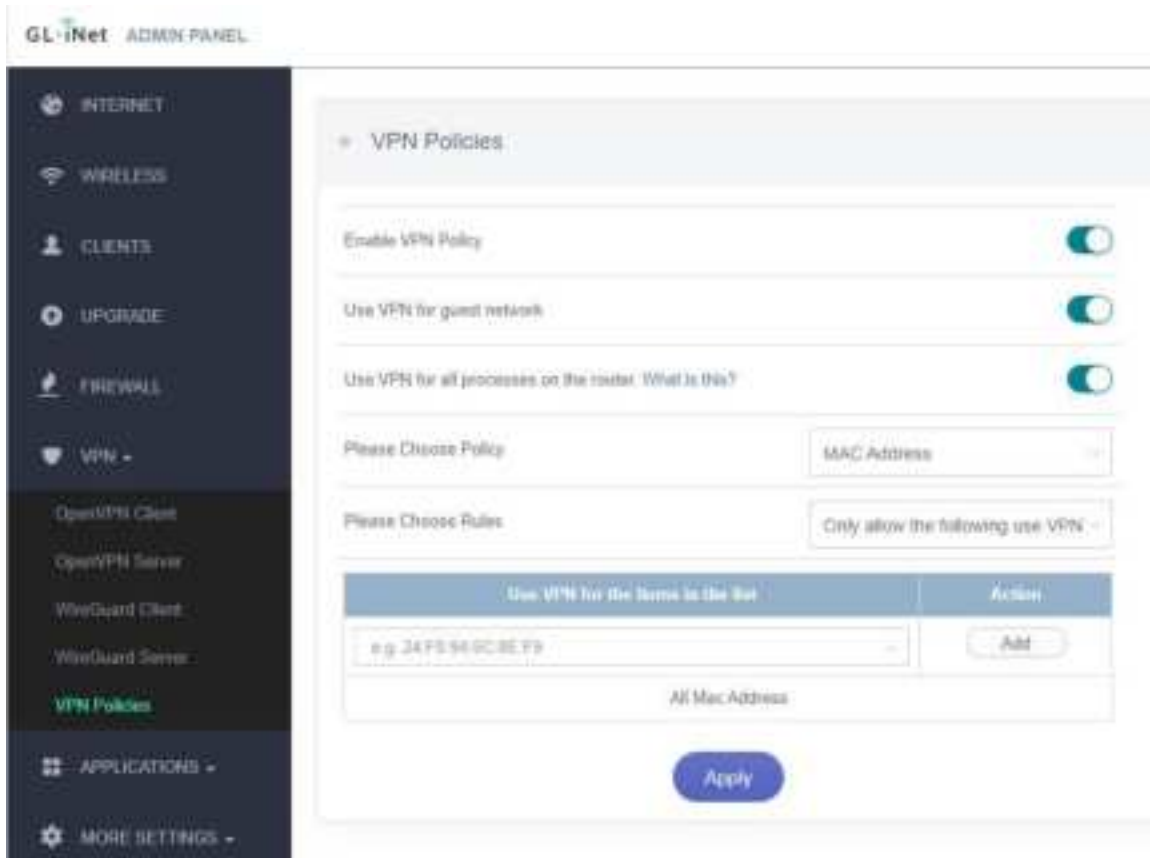 GL·iNet ADMIN PANEL
INTERNET
WIRELESS
CLIENTS
UPGRADE
FIREWALL
VPN
OpenVPN Client
OpenVPN Server
WireGuard Client
WireGuard Server
VPN Policies
APPLICATIONS
MORE SETTINGS
VPN Policies
Enable VPN Policy
Use VPN for guest network
Use VPN for all processes on the router. What is this?
Please Choose Policy
MAC Address
Please Choose Rules
Only allow the following use VPN
Use VPN for the items in the list
Action
e.g.
Add
All Mac Address
Apply